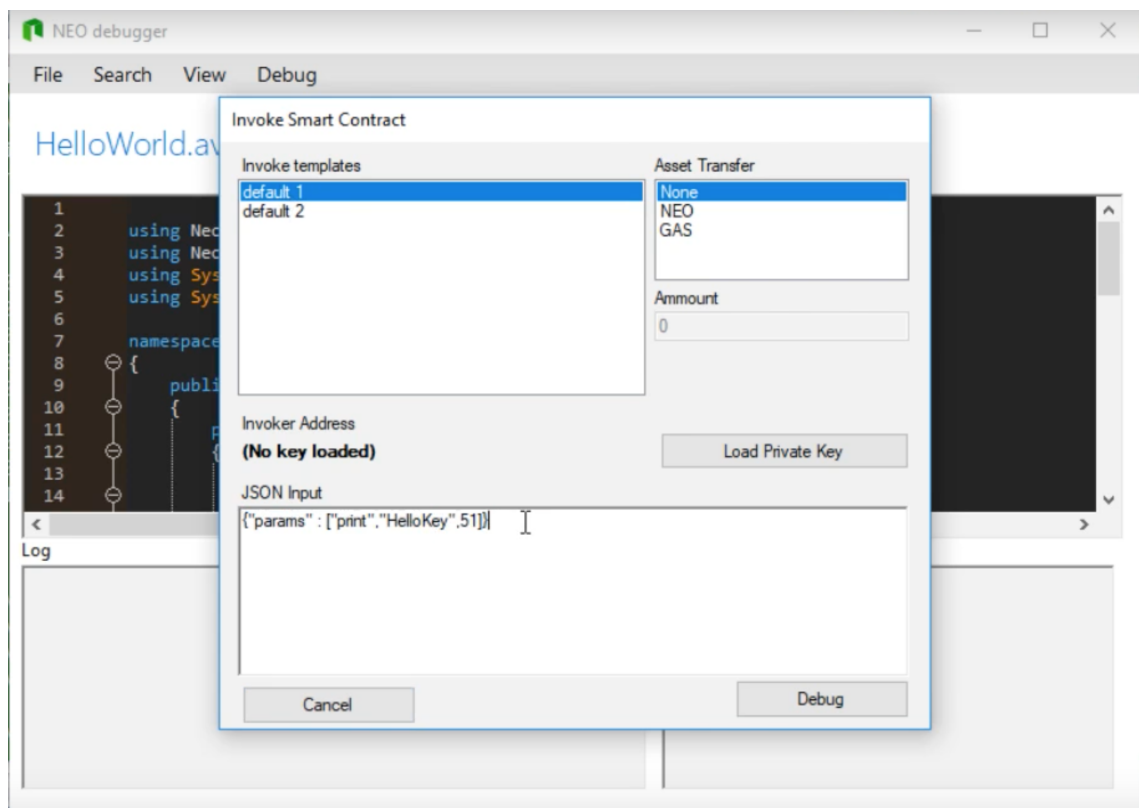 NEO debugger
File Search View Debug
HelloWorld.av
Invoke Smart Contract
Invoke templates
default 1
default 2
Asset Transfer
None
NEO
GAS
Ammount
0
Invoker Address
(No key loaded)
Load Private Key
JSON Input
{"params" : ["print","HelloKey",51]}
Cancel
Debug
1
2 using Neo
3 using Neo
4 using Sys
5 using Sys
6
7 namespace
8 {
9 publi
10 {
11 p
12 {
13
14
Log